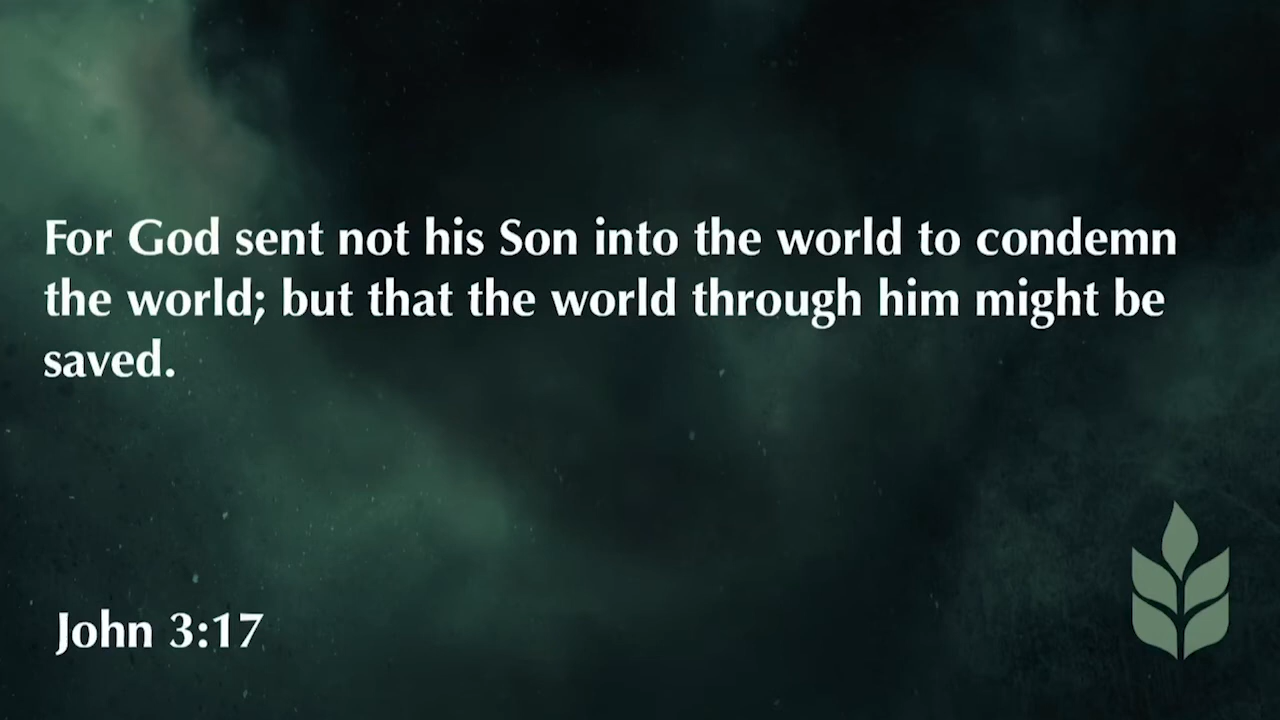 For God sent not his Son into the world to condemn
the world; but that the world through him might be
saved.
John 3:17